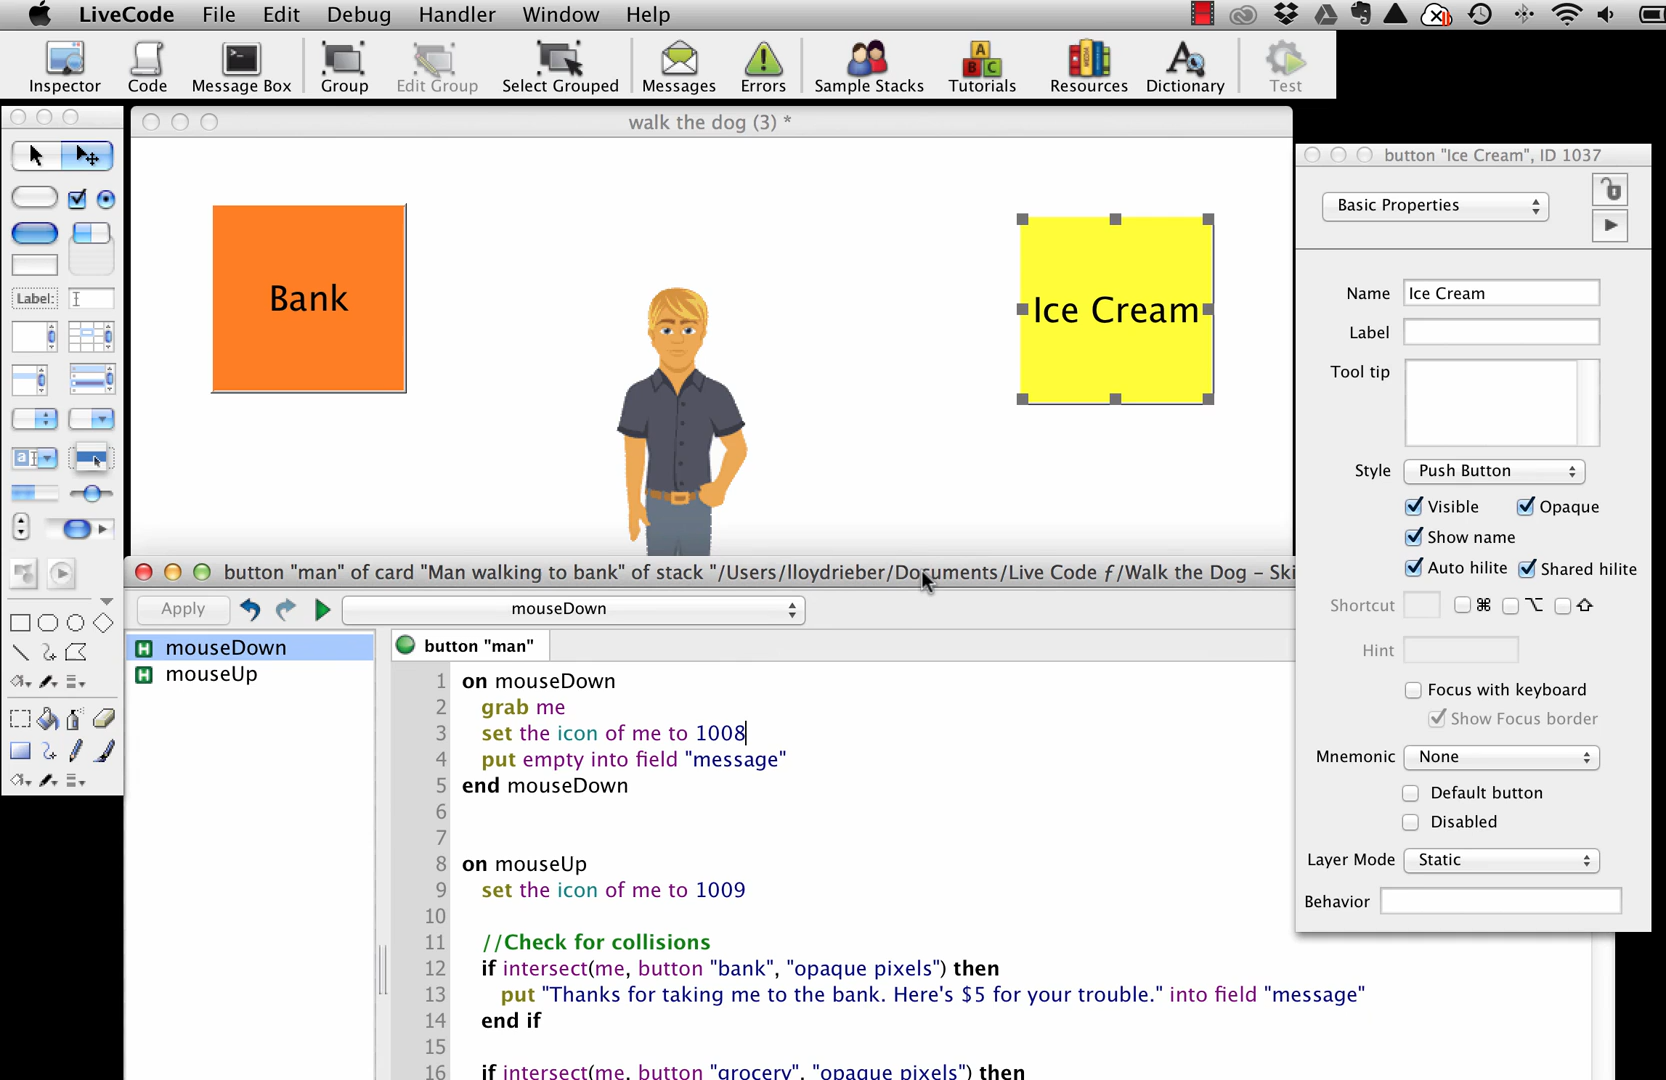 LiveCode File Edit Debug Handler Window Help
Inspector Code Message Box Group Edit Group Select Grouped Messages Errors Sample Stacks Tutorials Resources Dictionary Test
walk the dog (3) *
Bank
Ice Cream
Label:
button "Ice Cream", ID 1037
Basic Properties
Name Ice Cream
Label
Tool tip
Style Push Button
Visible Opaque
Show name
Auto hilite Shared hilite
Shortcut ⌘ ⌥ ⇧
Hint
Focus with keyboard
Show Focus border
Mnemonic None
Default button
Disabled
Layer Mode Static
Behavior
button "man" of card "Man walking to bank" of stack "/Users/lloydrieber/Documents/Live Code ƒ/Walk the Dog - Ski
Apply mouseDown
mouseDown
mouseUp
button "man"
1 on mouseDown
2 grab me
3 set the icon of me to 1008
4 put empty into field "message"
5 end mouseDown
6
7
8 on mouseUp
9 set the icon of me to 1009
10
11 //Check for collisions
12 if intersect(me, button "bank", "opaque pixels") then
13 put "Thanks for taking me to the bank. Here's $5 for your trouble." into field "message"
14 end if
15
16 if intersect(me, button "grocery", "opaque pixels") then